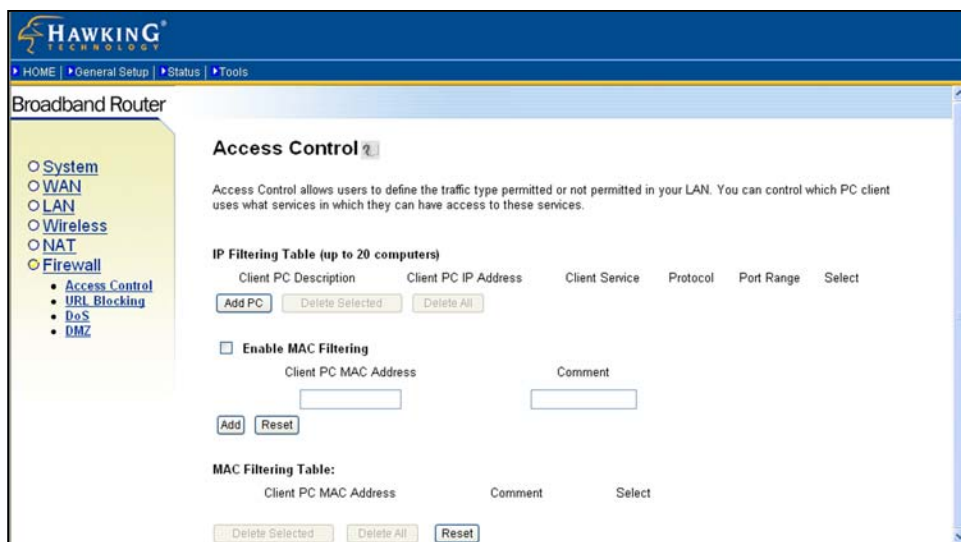 HAWKING®
TECHNOLOGY
HOME | General Setup | Status | Tools
Broadband Router
System
WAN
LAN
Wireless
NAT
Firewall
Access Control
URL Blocking
DoS
DMZ
Access Control ?
Access Control allows users to define the traffic type permitted or not permitted in your LAN. You can control which PC client
uses what services in which they can have access to these services.
IP Filtering Table (up to 20 computers)
Client PC Description Client PC IP Address Client Service Protocol Port Range Select
Add PC Delete Selected Delete All
Enable MAC Filtering
Client PC MAC Address Comment
Add Reset
MAC Filtering Table:
Client PC MAC Address Comment Select
Delete Selected Delete All Reset